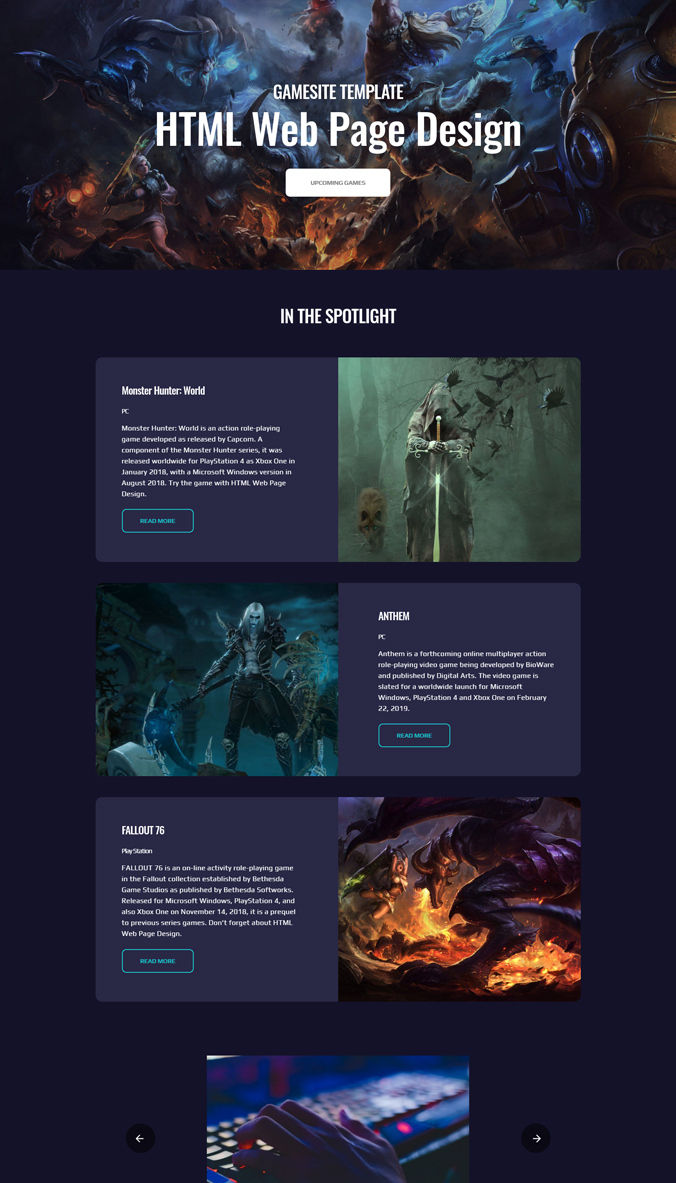 GAMESITE TEMPLATE
HTML Web Page Design
UPCOMING GAMES
IN THE SPOTLIGHT
Monster Hunter: World
PC
Monster Hunter: World is an action role-playing
game developed as released by Capcom. A
component of the Monster Hunter series, it was
released worldwide for PlayStation 4 as Xbox One in
January 2018, with a Microsoft Windows version in
August 2018. Try the game with HTML Web Page
Design.
READ MORE
ANTHEM
PC
Anthem is a forthcoming online multiplayer action
role-playing video game being developed by BioWare
and published by Digital Arts. The video game is
slated for a worldwide launch for Microsoft
Windows, PlayStation 4 and Xbox One on February
22, 2019.
READ MORE
FALLOUT 76
PlayStation
FALLOUT 76 is an on-line activity role-playing game
in the Fallout collection established by Bethesda
Game Studios as published by Bethesda Softworks.
Released for Microsoft Windows, PlayStation 4, and
also Xbox One on November 14, 2018, it is a prequel
to previous series games. Don't forget about HTML
Web Page Design.
READ MORE